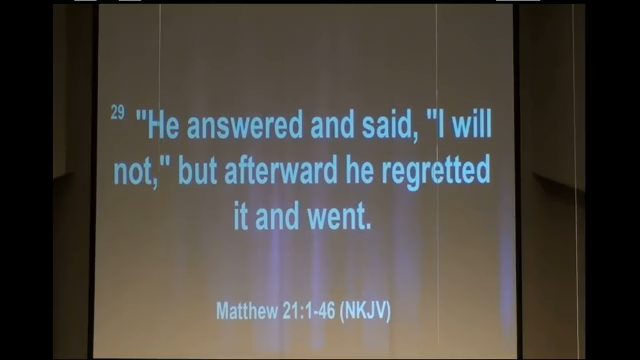 29 "He answered and said, "I will
not," but afterward he regretted
it and went.
Matthew 21:1-46 (NKJV)